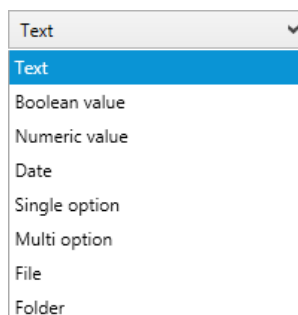 Text
Text
Boolean value
Numeric value
Date
Single option
Multi option
File
Folder